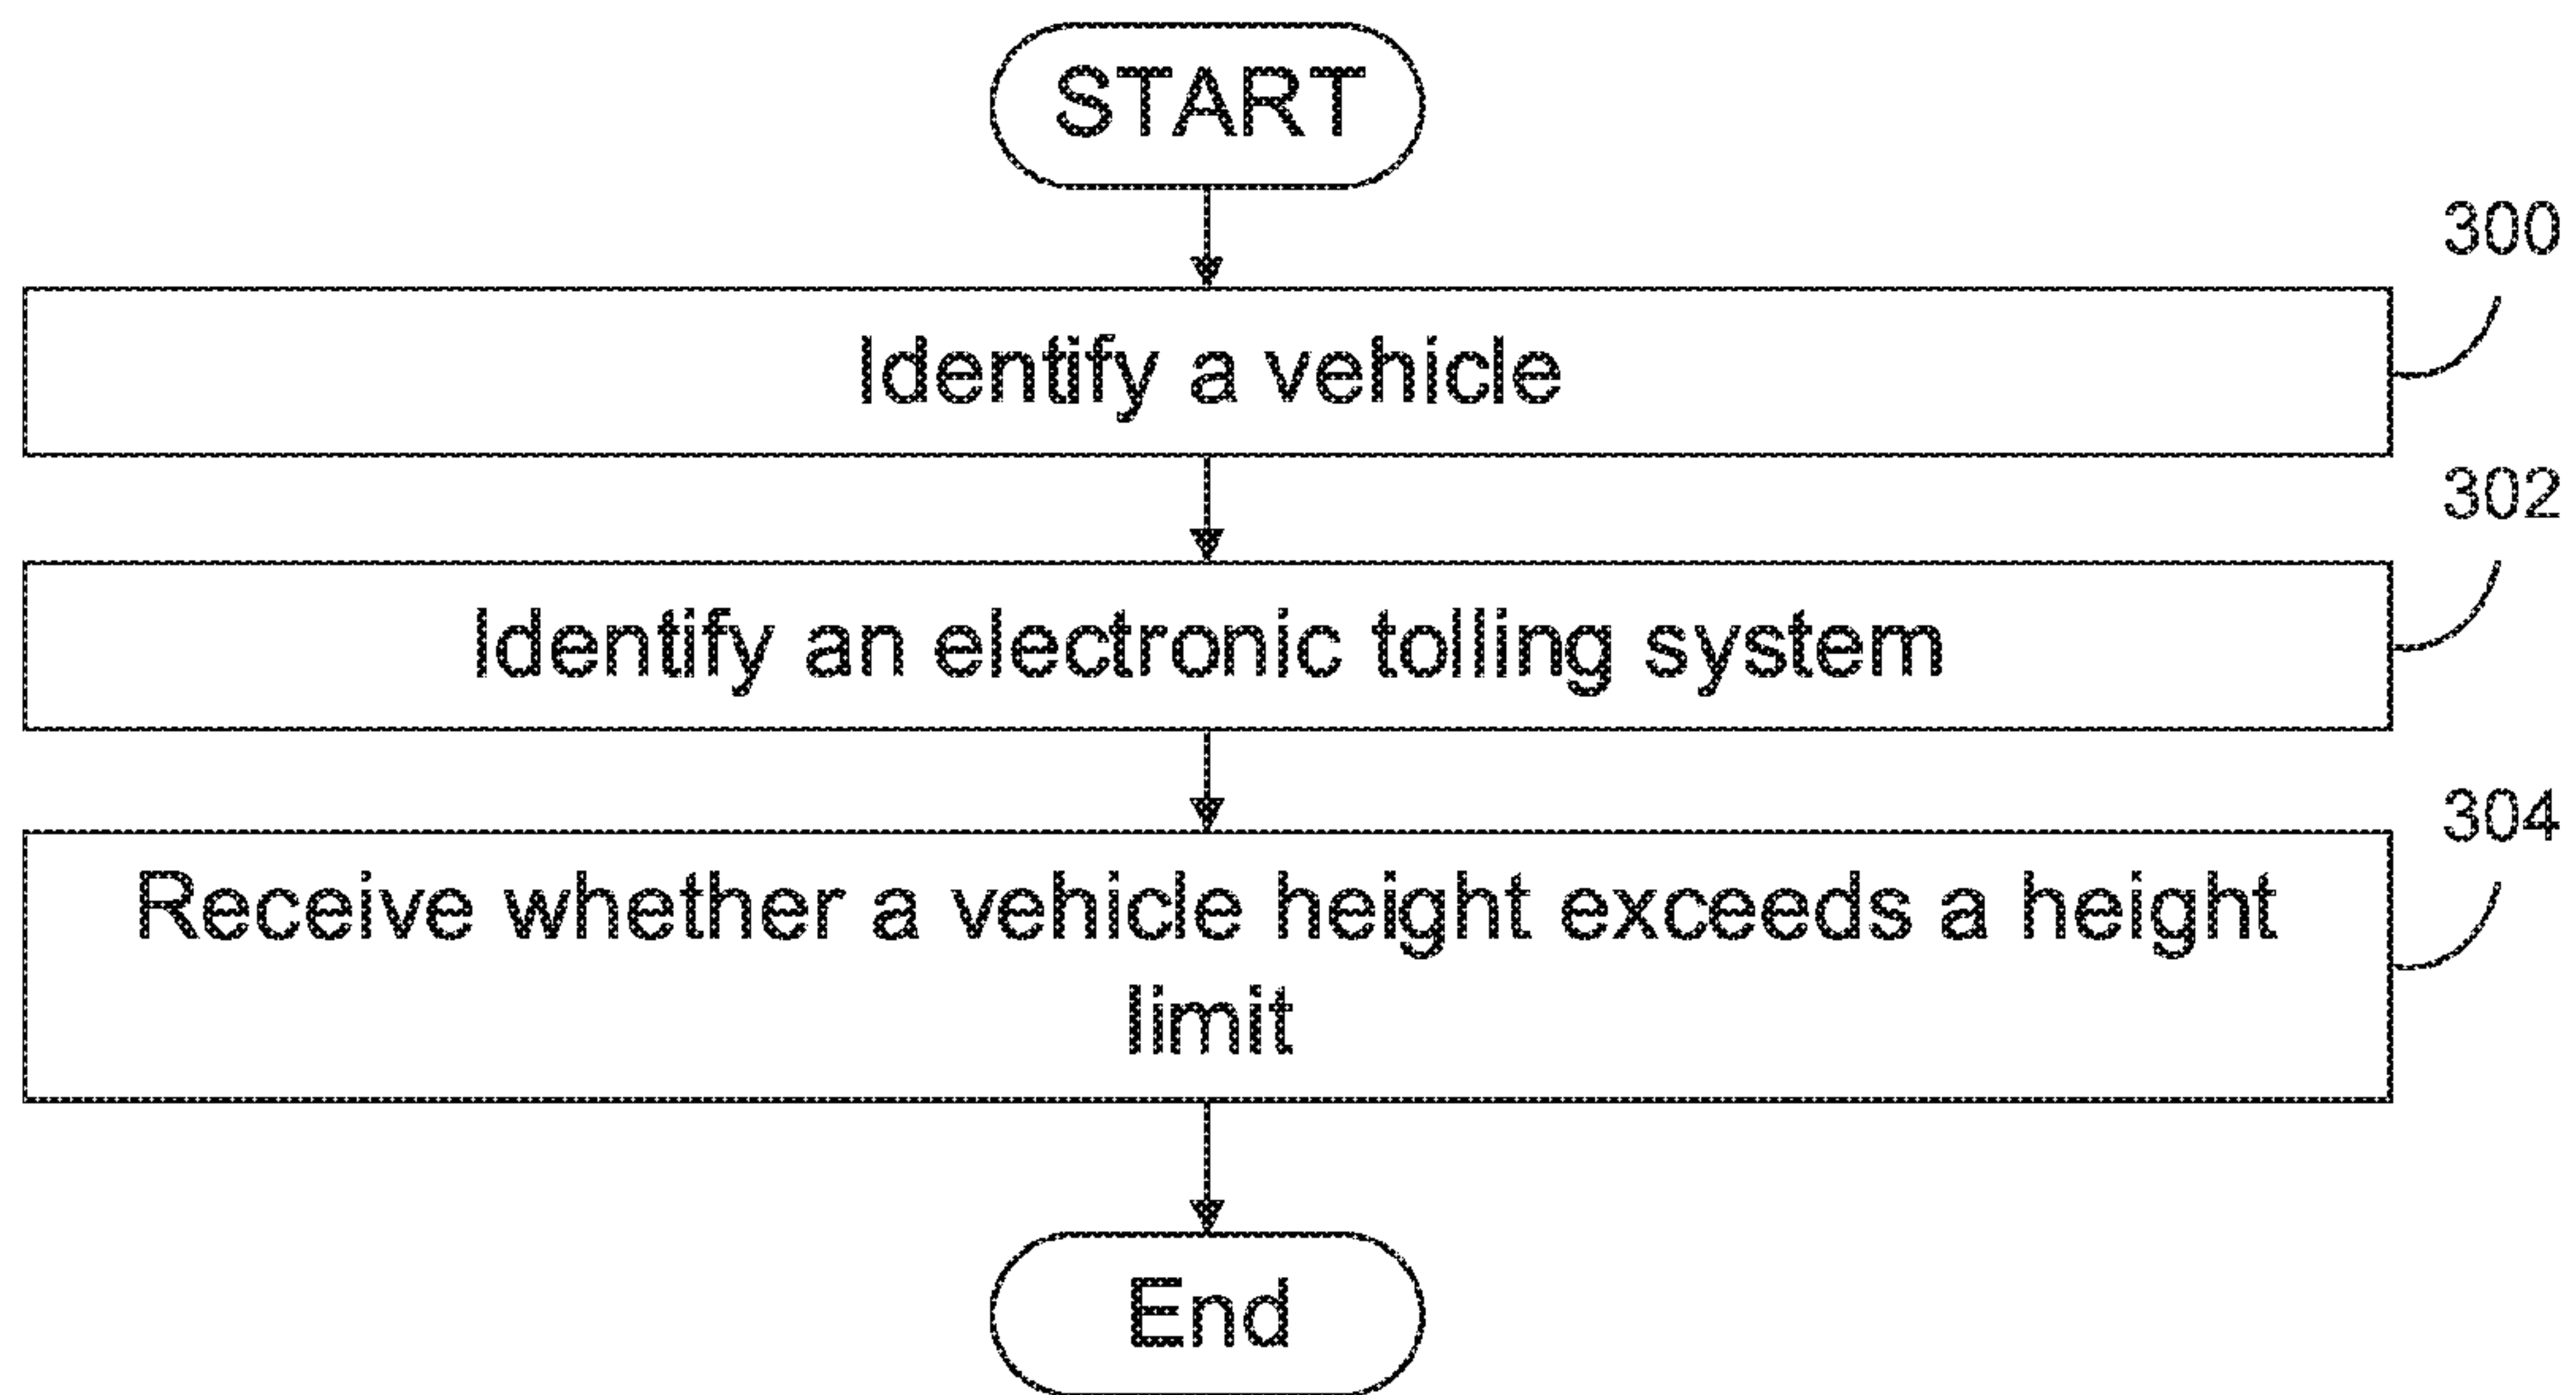 START
300
Identify a vehicle
302
Identify an electronic tolling system
304
Receive whether a vehicle height exceeds a height
limit
End